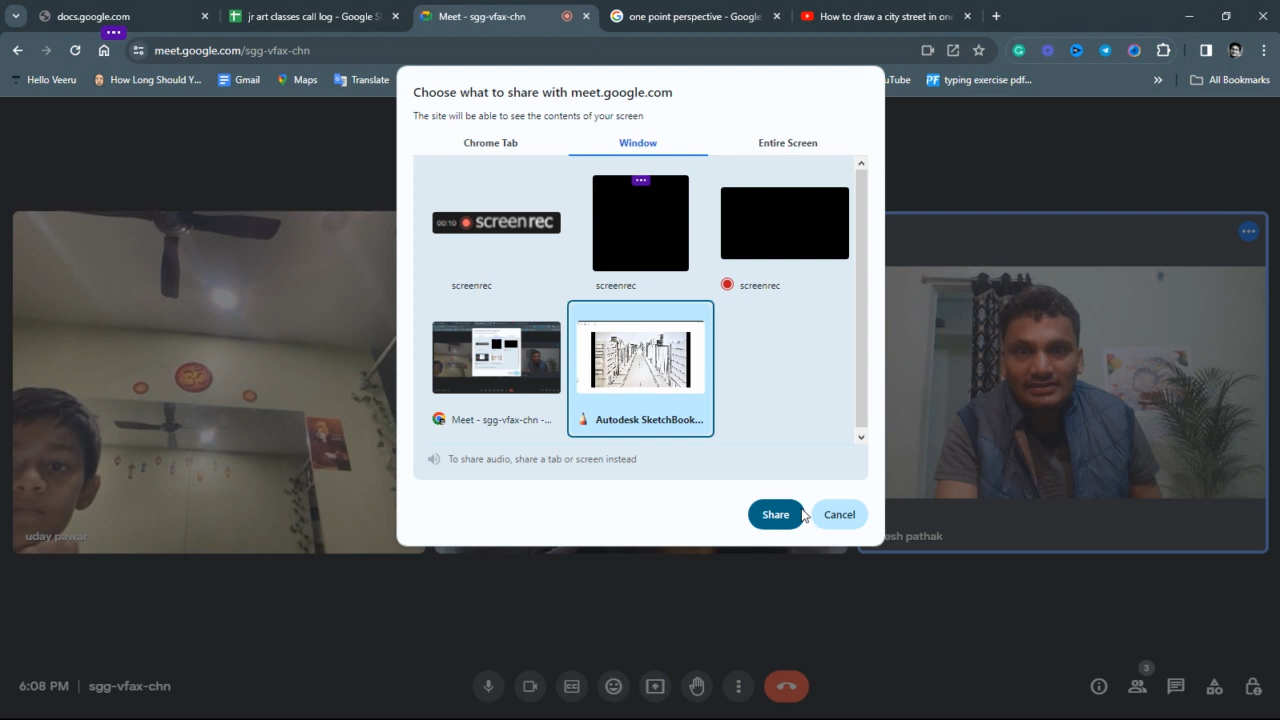 docs.google.com
jr art classes call log - Google S
Meet - sgg-vfax-chn
one point perspective - Google
How to draw a city street in one
meet.google.com/sgg-vfax-chn
Hello Veeru
How Long Should Y...
Gmail
Maps
Translate
uTube
typing exercise pdf...
»
All Bookmarks
Choose what to share with meet.google.com
The site will be able to see the contents of your screen
Chrome Tab
Window
Entire Screen
00:10 screenrec
screenrec
screenrec
screenrec
Meet - sgg-vfax-chn -...
Autodesk SketchBook...
To share audio, share a tab or screen instead
Share
Cancel
uday pawar
esh pathak
6:08 PM | sgg-vfax-chn
3